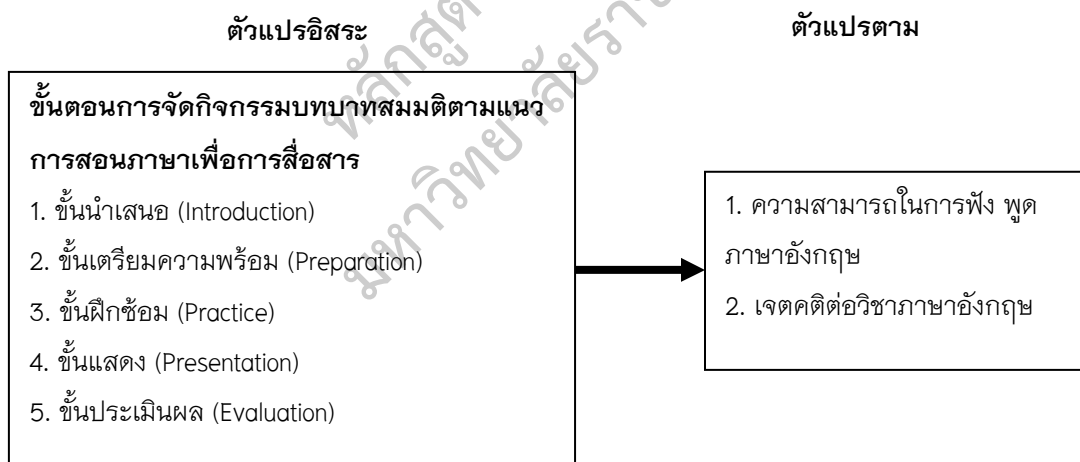 ตัวแปรอิสระ
ตัวแปรตาม
ขั้นตอนการจัดกิจกรรมบทบาทสมมติตามแนว
การสอนภาษาเพื่อการสื่อสาร
1. ขั้นนำเสนอ (Introduction)
2. ขั้นเตรียมความพร้อม (Preparation)
3. ขั้นฝึกซ้อม (Practice)
4. ขั้นแสดง (Presentation)
5. ขั้นประเมินผล (Evaluation)
1. ความสามารถในการฟัง พูด
ภาษาอังกฤษ
2. เจตคติต่อวิชาภาษาอังกฤษ